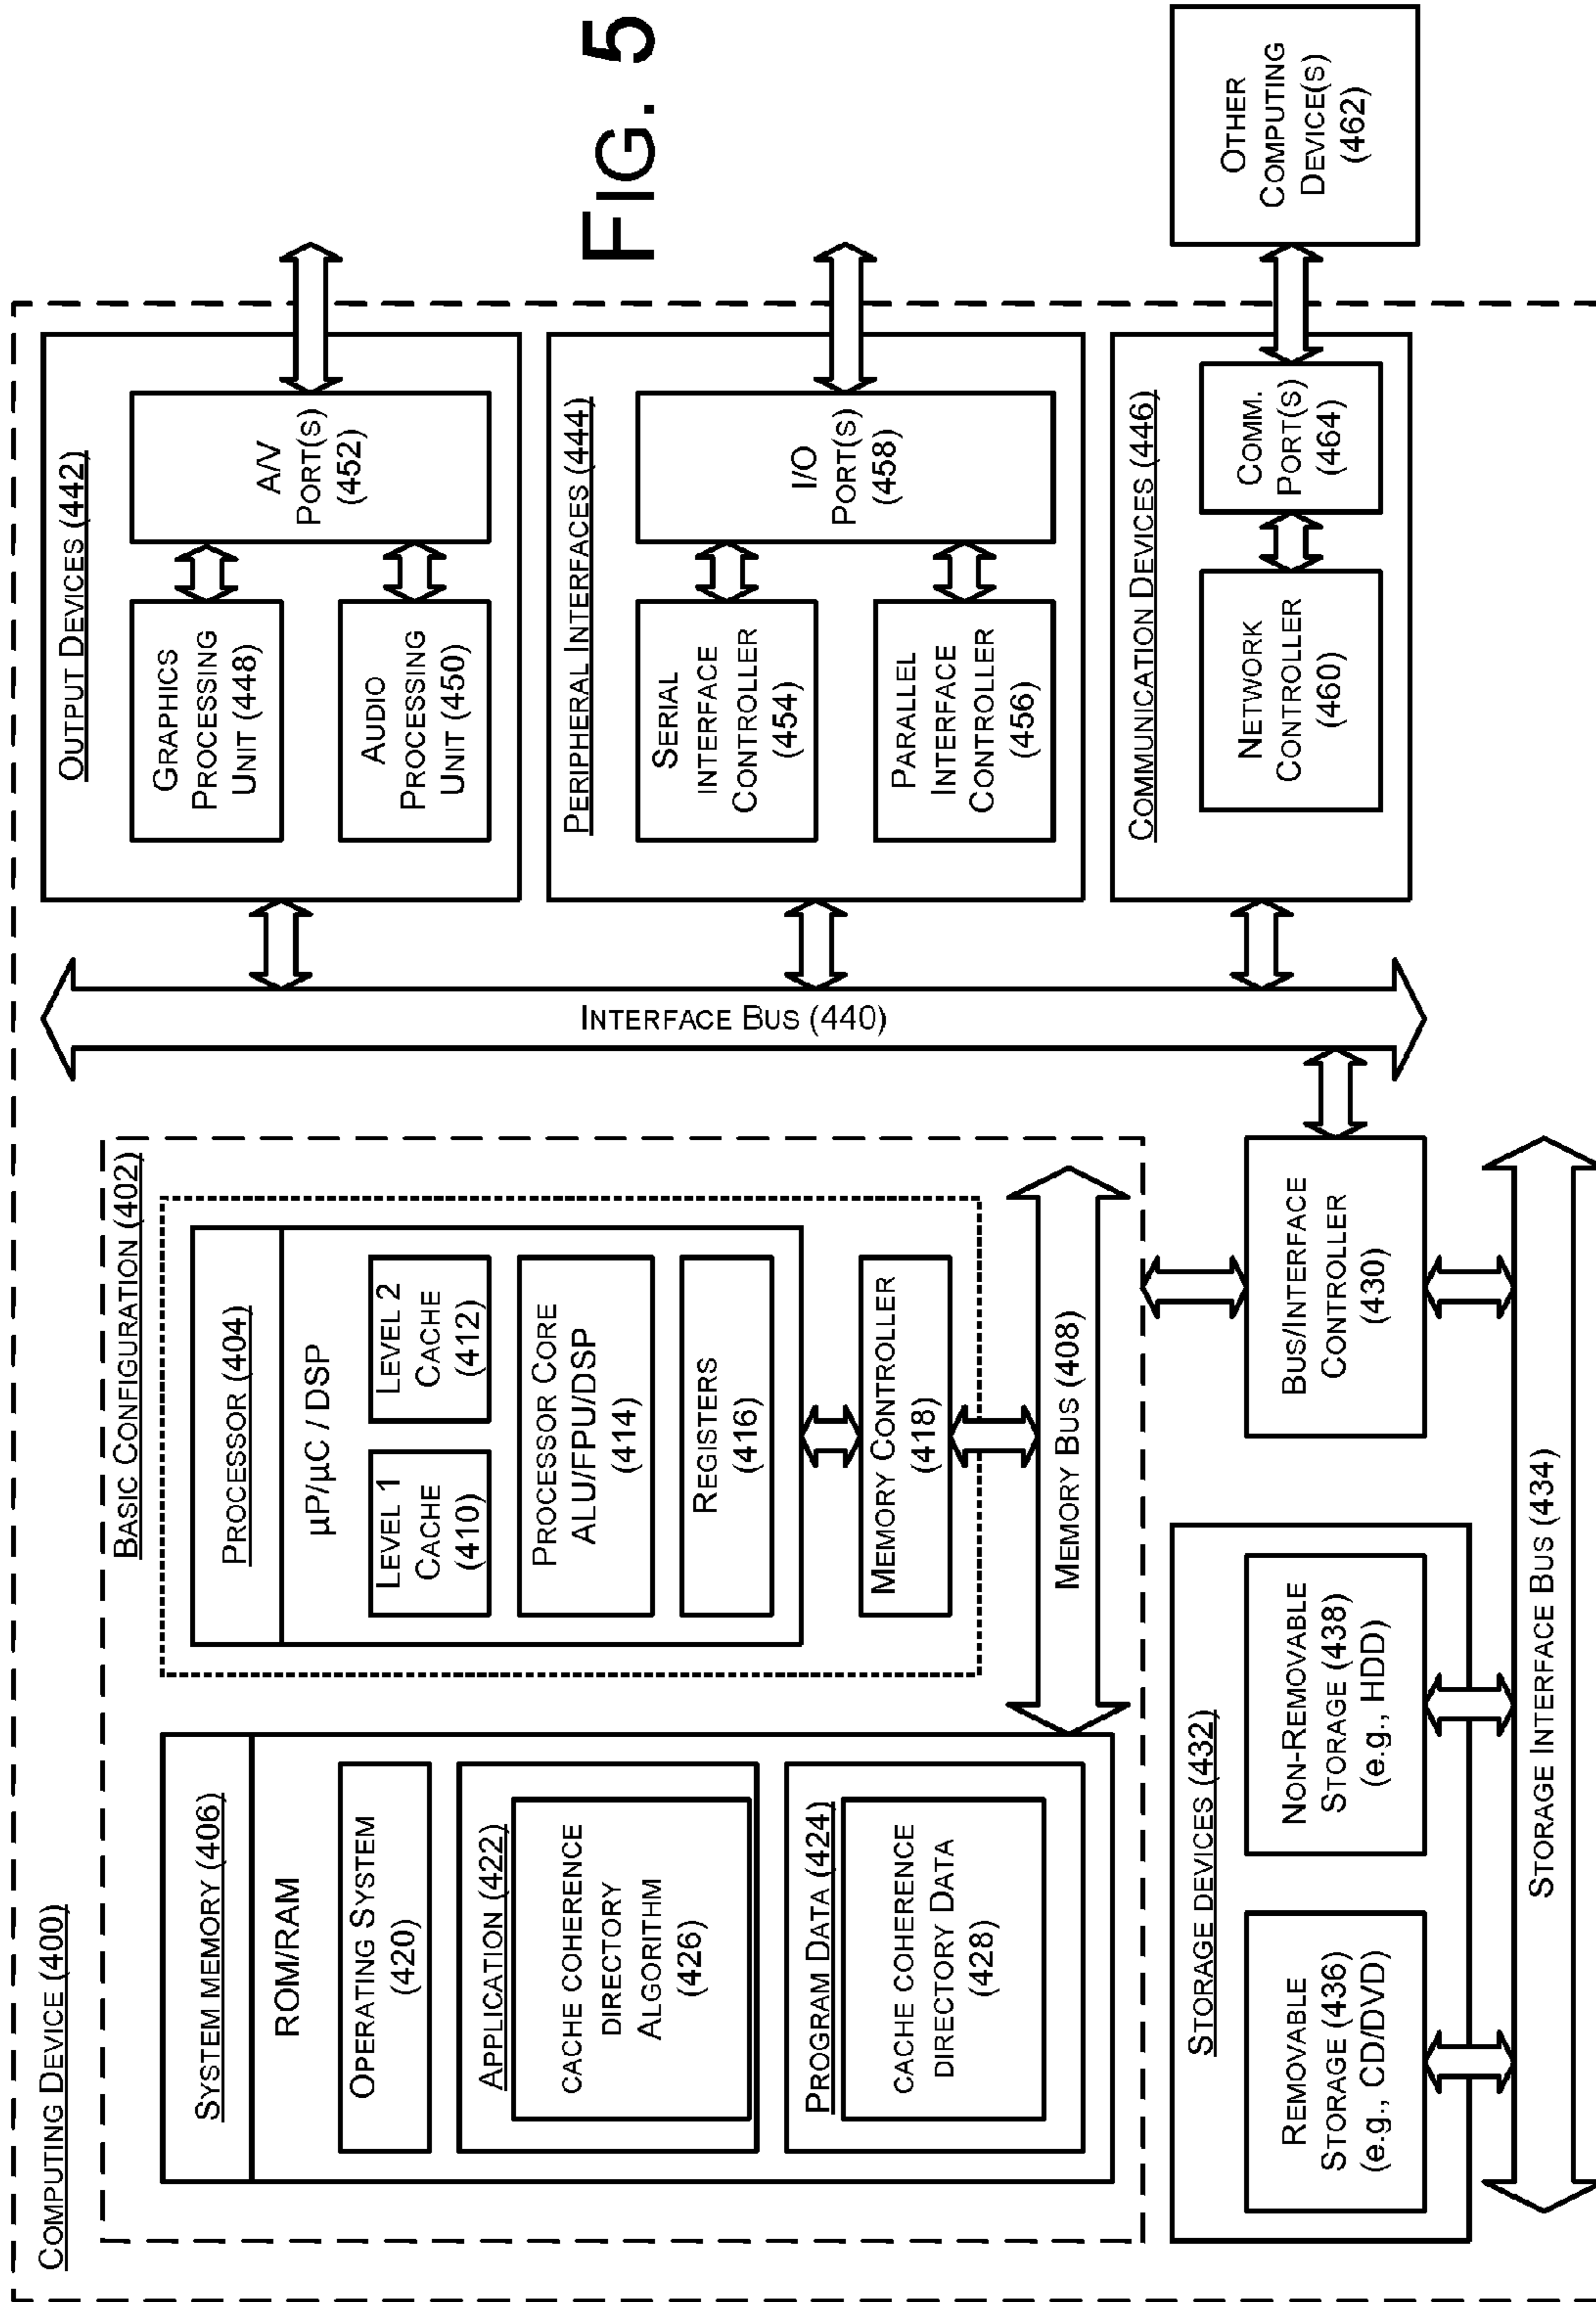 COMPUTING DEVICE (400)
BASIC CONFIGURATION (402)
SYSTEM MEMORY (406)
ROM/RAM
OPERATING SYSTEM
(420)
APPLICATION (422)
CACHE COHERENCE
DIRECTORY
ALGORITHM
(426)
PROGRAM DATA (424)
CACHE COHERENCE
DIRECTORY DATA
(428)
PROCESSOR (404)
µP/µC / DSP
LEVEL 1
CACHE
(410)
LEVEL 2
CACHE
(412)
PROCESSOR CORE
ALU/FPU/DSP
(414)
REGISTERS
(416)
MEMORY CONTROLLER
(418)
MEMORY BUS (408)
STORAGE DEVICES (432)
REMOVABLE
STORAGE (436)
(e.g., CD/DVD)
NON-REMOVABLE
STORAGE (438)
(e.g., HDD)
BUS/INTERFACE
CONTROLLER
(430)
STORAGE INTERFACE BUS (434)
INTERFACE BUS (440)
OUTPUT DEVICES (442)
GRAPHICS
PROCESSING
UNIT (448)
AUDIO
PROCESSING
UNIT (450)
A/V
PORT(S)
(452)
PERIPHERAL INTERFACES (444)
SERIAL
INTERFACE
CONTROLLER
(454)
PARALLEL
INTERFACE
CONTROLLER
(456)
I/O
PORT(S)
(458)
COMMUNICATION DEVICES (446)
NETWORK
CONTROLLER
(460)
COMM.
PORT(S)
(464)
OTHER
COMPUTING
DEVICE(S)
(462)
FIG. 5